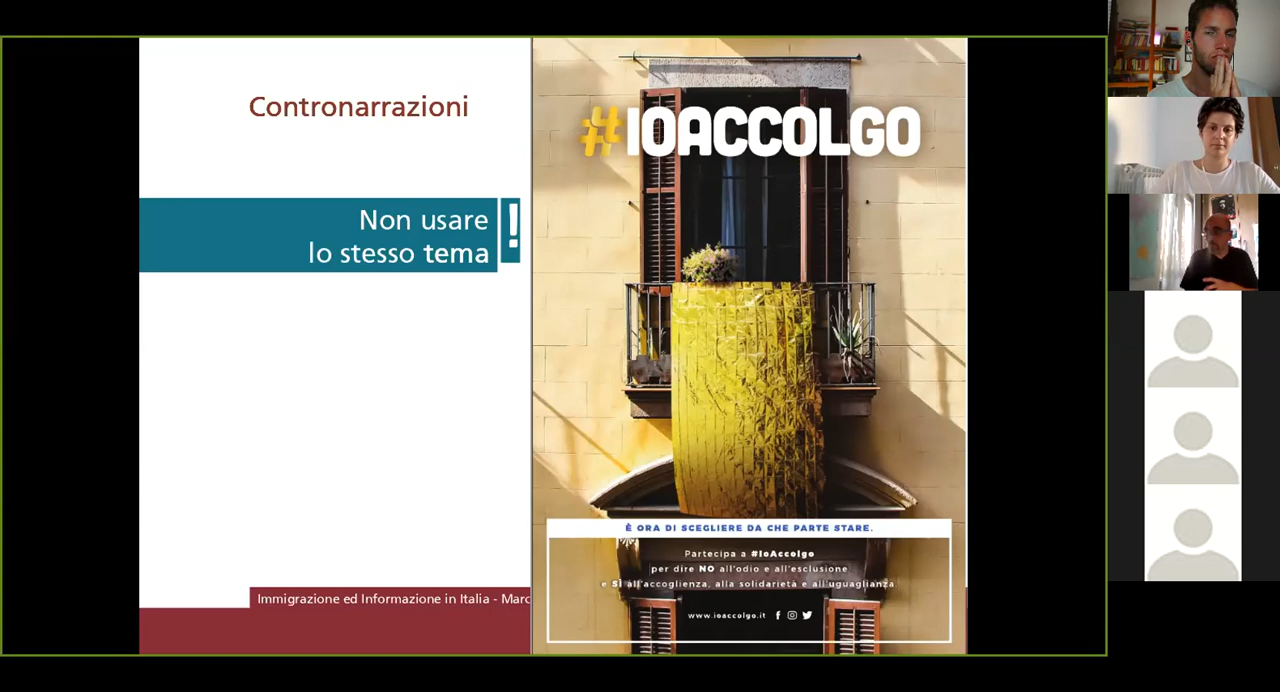 Contronarrazioni
Non usare
lo stesso tema
!
Immigrazione ed Informazione in Italia - Marc
#IOACCOLGO
È ORA DI SCEGLIERE DA CHE PARTE STARE.
Partecipa a #IoAccolgo
per dire NO all'odio e all'esclusione
e SÌ all'accoglienza, alla solidarietà e all'uguaglianza
www.ioaccolgo.it